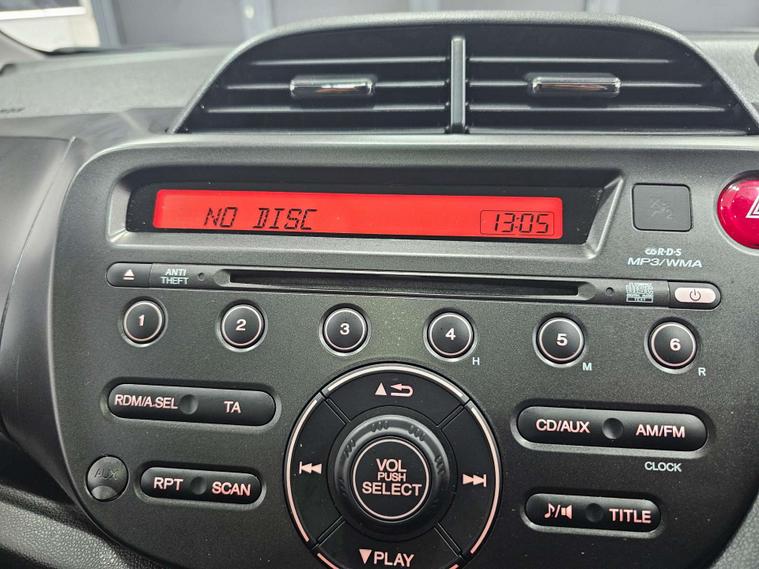 NO DISC 13:05
R·D·S
MP3/WMA
ANTI
THEFT
1 2 3 4 5 6
H M R
RDM/A.SEL TA
CD/AUX AM/FM
CLOCK
AUX
RPT SCAN
VOL
PUSH
SELECT
TITLE
PLAY